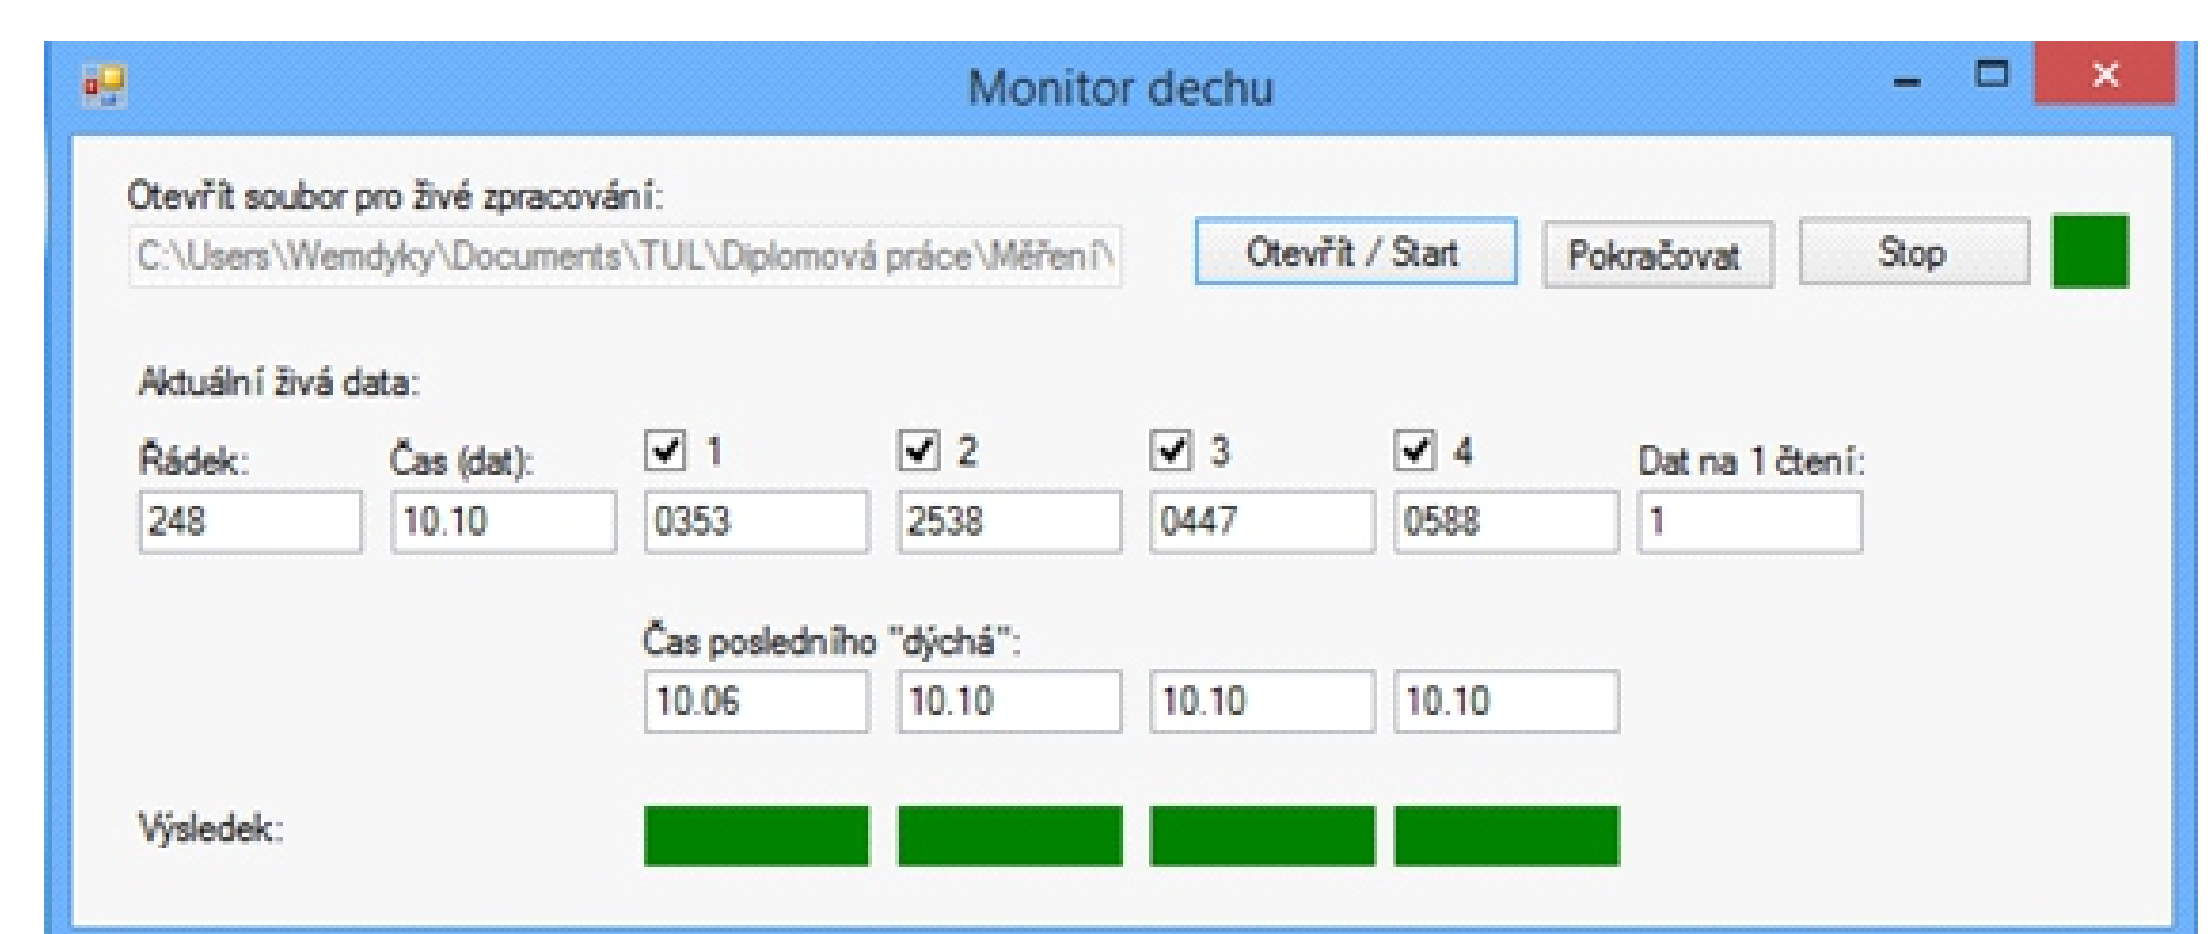 Monitor dechu
Otevřít soubor pro živé zpracování:
C:\Users\Wemdyky\Documents\TUL\Diplomová práce\Měření\
Otevřít / Start Pokračovat Stop
Aktuální živá data:
Řádek: Čas (dat): 1 2 3 4 Dat na 1 čtení:
248 10.10 0353 2538 0447 0588 1
Čas posledního "dýchá":
10.06 10.10 10.10 10.10
Výsledek: